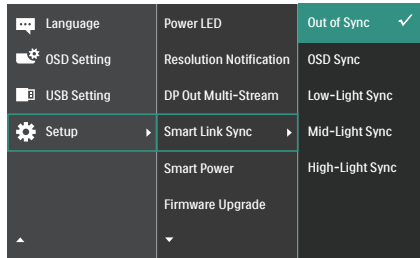 Language
OSD Setting
USB Setting
Setup
Power LED
Resolution Notification
DP Out Multi-Stream
Smart Link Sync
Smart Power
Firmware Upgrade
Out of Sync
OSD Sync
Low-Light Sync
Mid-Light Sync
High-Light Sync